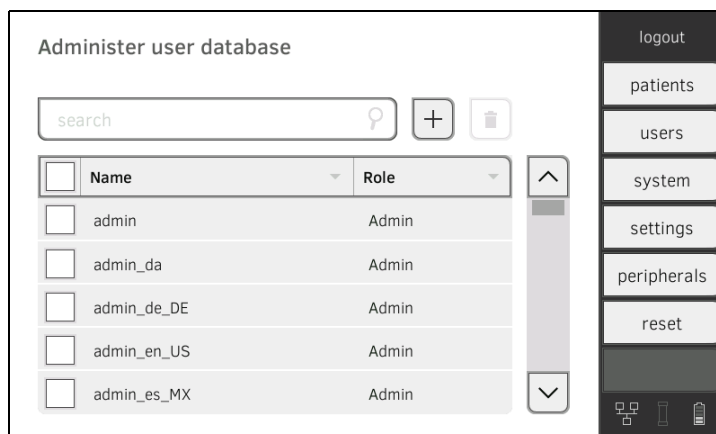 Administer user database
search
Name Role
admin Admin
admin_da Admin
admin_de_DE Admin
admin_en_US Admin
admin_es_MX Admin
logout
patients
users
system
settings
peripherals
reset